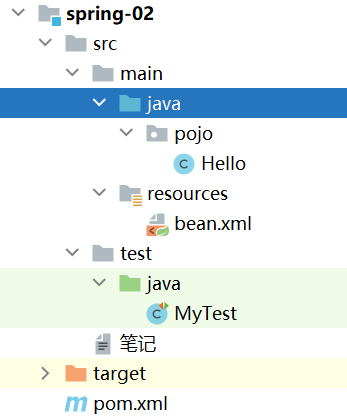 spring-02
src
main
java
pojo
Hello
resources
bean.xml
test
java
MyTest
笔记
target
pom.xml